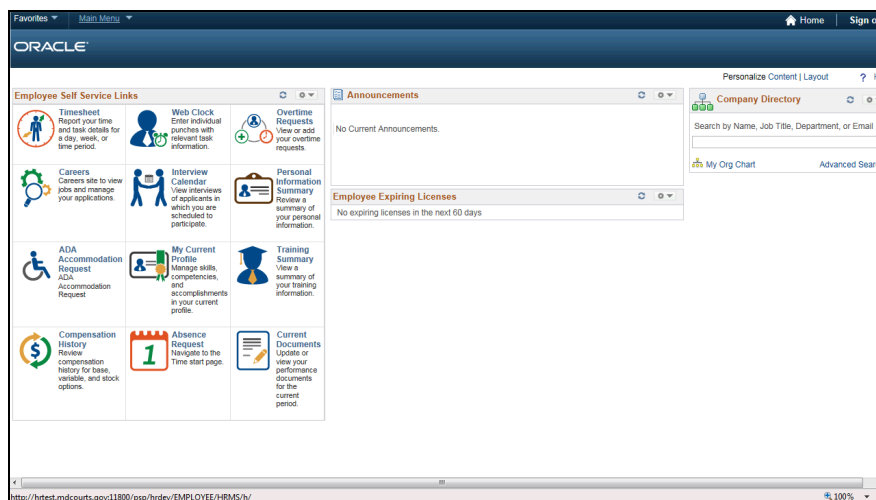 Favorites
Main Menu
Home
Sign o
ORACLE
Personalize Content | Layout
? H
Employee Self Service Links
Timesheet
Report your time
and task details for
a day, week, or
time period.
Web Clock
Enter individual
punches with
relevant task
information.
Overtime
Requests
View or add
your overtime
requests.
Careers
Careers site to view
jobs and manage
your applications.
Interview
Calendar
View interviews
of applicants in
which you are
scheduled to
participate.
Personal
Information
Summary
Review a
summary of
your personal
information.
ADA
Accommodation
Request
ADA
Accommodation
Request
My Current
Profile
Manage skills,
competencies,
and
accomplishments
in your current
profile.
Training
Summary
View a
summary of
your training
information.
Compensation
History
Review
compensation
history for base,
variable, and stock
options.
1
Absence
Request
Navigate to the
Time start page.
Current
Documents
Update or
view your
performance
documents
for the
current
period.
Announcements
No Current Announcements.
Employee Expiring Licenses
No expiring licenses in the next 60 days
Company Directory
Search by Name, Job Title, Department, or Email
My Org Chart
Advanced Sear
http://hrtest.mdcourts.gov:11800/psp/hrdev/EMPLOYEE/HRMS/h/
100%